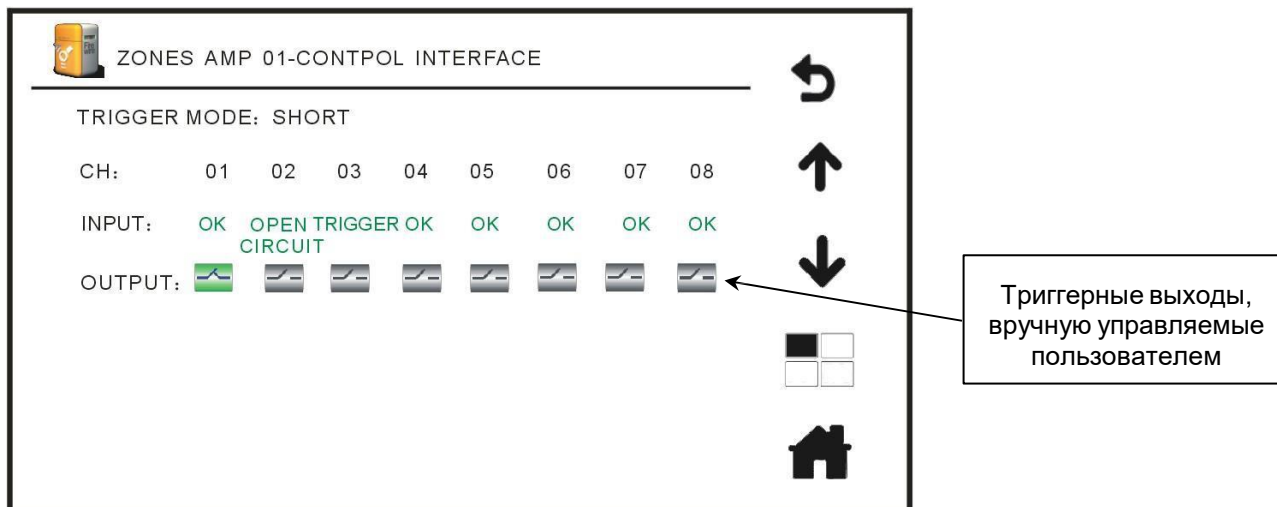 ZONES AMP 01-CONTPOL INTERFACE
TRIGGER MODE: SHORT
CH: 01 02 03 04 05 06 07 08
INPUT: OK OPEN CIRCUIT TRIGGER OK OK OK OK OK
OUTPUT:
Триггерные выходы,
вручную управляемые
пользователем